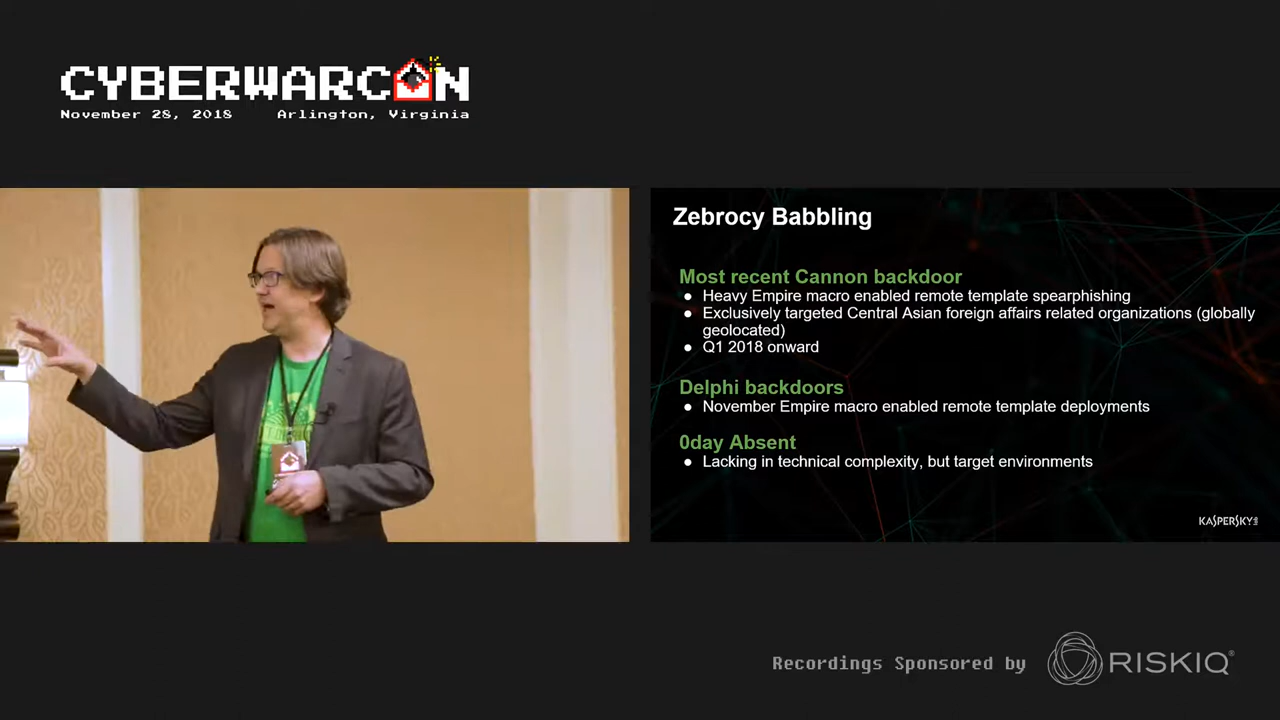 CYBERWARCON
November 28, 2018 Arlington, Virginia
Zebrocy Babbling
Most recent Cannon backdoor
● Heavy Empire macro enabled remote template spearphishing
● Exclusively targeted Central Asian foreign affairs related organizations (globally
geolocated)
● Q1 2018 onward
Delphi backdoors
● November Empire macro enabled remote template deployments
0day Absent
● Lacking in technical complexity, but target environments
KASPERSKY
Recordings Sponsored by
RISKIQ®